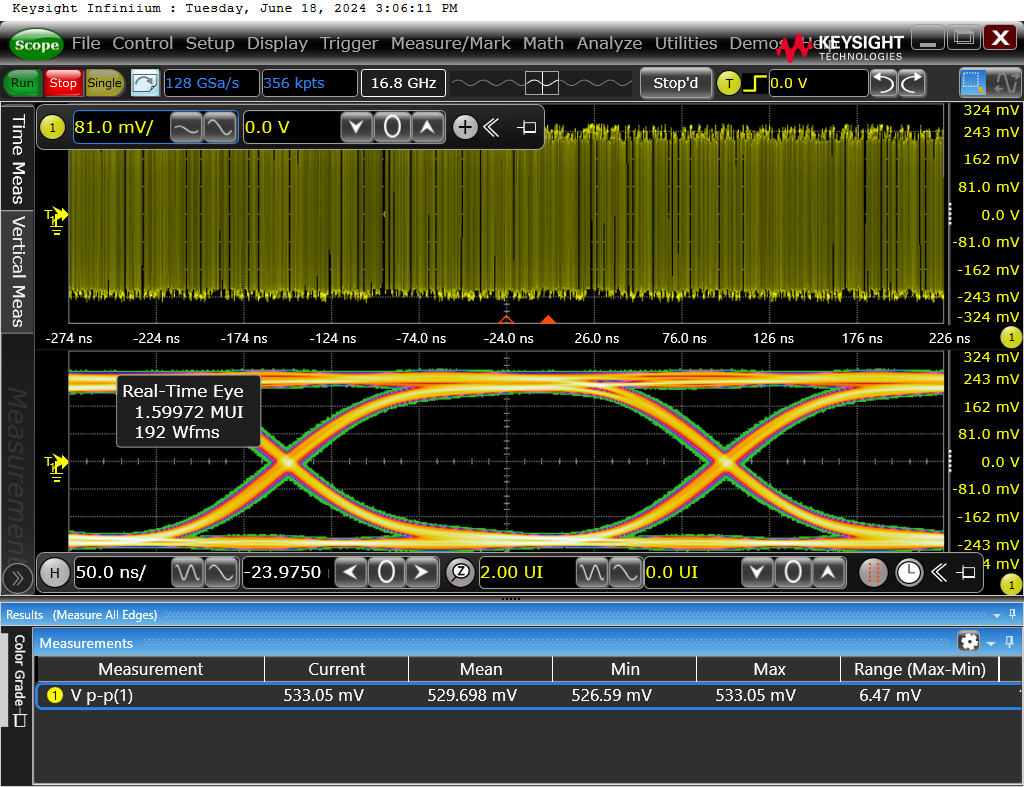 Keysight Infiniium : Tuesday, June 18, 2024 3:06:11 PM
Scope File Control Setup Display Trigger Measure/Mark Math Analyze Utilities Demos Help
KEYSIGHT
TECHNOLOGIES
Run Stop Single 128 GSa/s 356 kpts 16.8 GHz Stop'd T 0.0 V
1 81.0 mV/ 0.0 V
Time Meas
Vertical Meas
Measurements
324 mV
243 mV
162 mV
81.0 mV
0.0 V
-81.0 mV
-162 mV
-243 mV
-324 mV
T
-274 ns -224 ns -174 ns -124 ns -74.0 ns -24.0 ns 26.0 ns 76.0 ns 126 ns 176 ns 226 ns 1
324 mV
243 mV
162 mV
81.0 mV
0.0 V
-81.0 mV
-162 mV
-243 mV
4 mV
Real-Time Eye
1.59972 MUI
192 Wfms
T
H 50.0 ns/ -23.9750 0 Z 2.00 UI 0.0 UI 0 1
Results (Measure All Edges)
Color Grade
Measurements
Measurement Current Mean Min Max Range (Max-Min)
1 V p-p(1) 533.05 mV 529.698 mV 526.59 mV 533.05 mV 6.47 mV